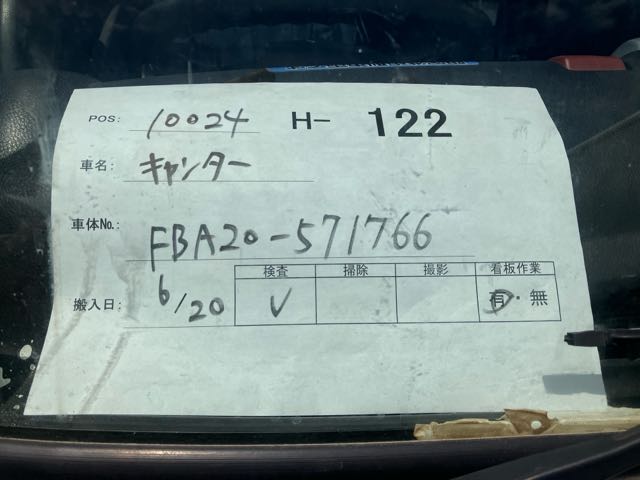 POS: 10024 H- 122
車名: キャンター
車体No.: FBA20-571766
検査 掃除 撮影 看板作業
搬入日: 6/20 V 有・無